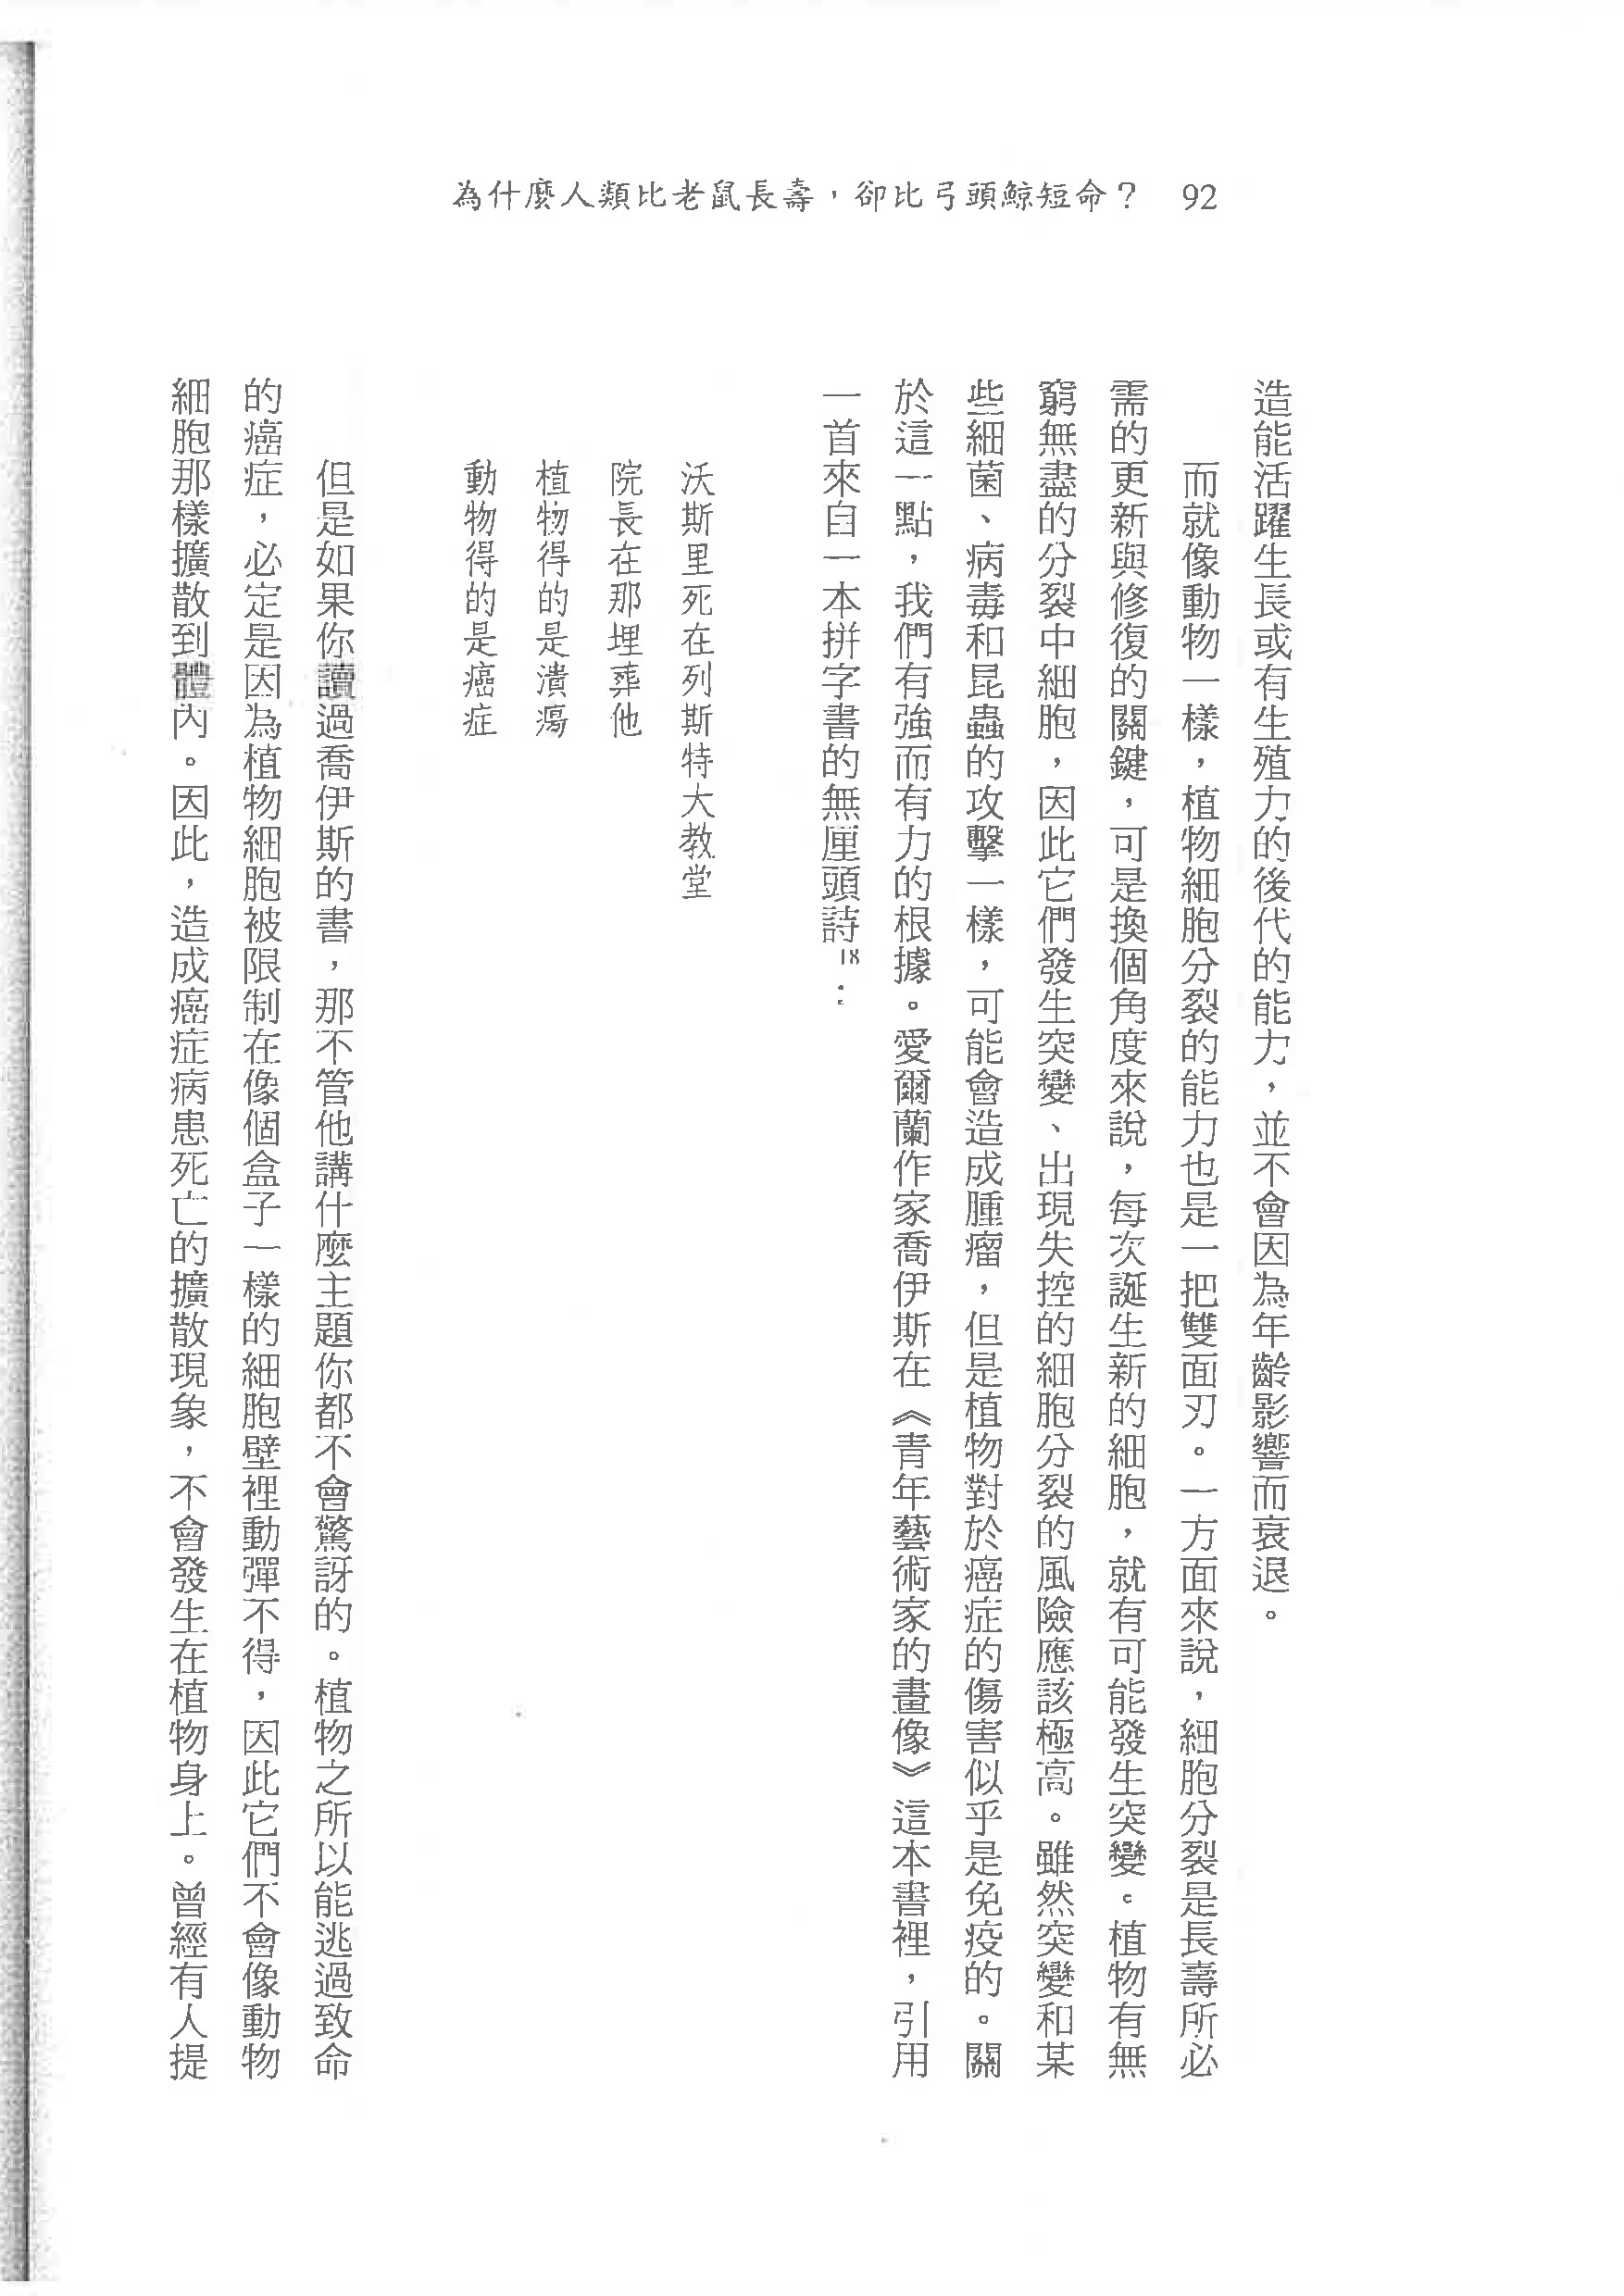 為什麼人類比老鼠長壽，卻比弓頭鯨短命？ 92
造能活躍生長或有生殖力的後代的能力，並不會因為年齡影響而衰退。
而就像動物一樣，植物細胞分裂的能力也是一把雙面刃。一方面來說，細胞分裂是長壽所必
需的更新與修復的關鍵，可是換個角度來說，每次誕生新的細胞，就有可能發生突變。植物有無
窮無盡的分裂中細胞，因此它們發生突變、出現失控的細胞分裂的風險應該極高。雖然突變和某
些細菌、病毒和昆蟲的攻擊一樣，可能會造成腫瘤，但是植物對於癌症的傷害似乎是免疫的。關
於這一點，我們有強而有力的根據。愛爾蘭作家喬伊斯在《青年藝術家的畫像》這本書裡，引用
一首來自一本拼字書的無厘頭詩18：
沃斯里死在列斯特大教堂
院長在那埋葬他
植物得的是潰瘍
動物得的是癌症
但是如果你讀過喬伊斯的書，那不管他講什麼主題你都不會驚訝的。植物之所以能逃過致命
的癌症，必定是因為植物細胞被限制在像個盒子一樣的細胞壁裡動彈不得，因此它們不會像動物
細胞那樣擴散到體內。因此，造成癌症病患死亡的擴散現象，不會發生在植物身上。曾經有人提